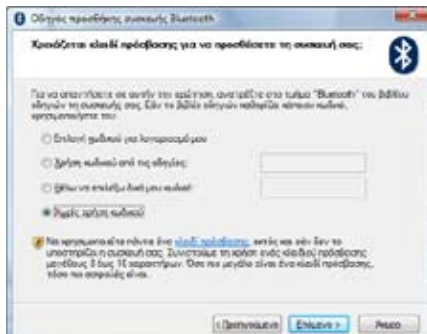 Οδηγός προσθήκης συσκευή Bluetooth
Χρειάζεται κλειδί πρόσβασης για να προσθέσετε τη συσκευή σας;
Για να απαντήσετε σε αυτήν την ερώτηση, ανατρέξτε στο τμήμα "Bluetooth" του βιβλίου
οδηγιών τη συσκευής σας. Εάν το βιβλίο οδηγιών καθορίζει κάποιον κωδικό,
χρησιμοποιήστε τον:
Επιλογή κωδικού για λογαριασμό μου
Χρήση κωδικού από τις οδηγίες:
Θέλω να επιλέξω δικό μου κωδικό:
Χωρίς χρήση κωδικού
Να χρησιμοποιείτε πάντα ένα κλειδί πρόσβασης, εκτός και εάν δεν το
υποστηρίζει η συσκευή σας. Συνιστούμε τη χρήση ενός κλειδιού πρόσβασης
μεγέθους 8 έως 16 χαρακτήρων. Όσο πιο μεγάλο είναι ένα κλειδί πρόσβασης,
τόσο πιο ασφαλές είναι.
< Προηγούμενο Επόμενο > Άκυρο